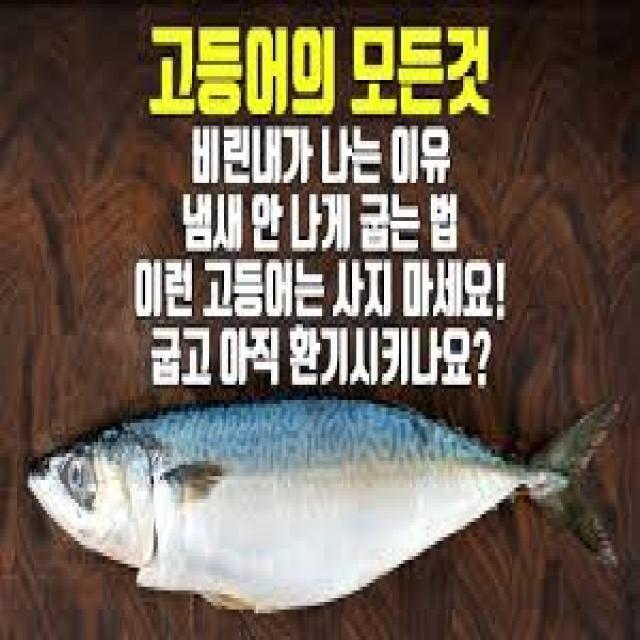 고등어의 모든것
비린내가 나는 이유
냄새 안 나게 굽는 법
이런 고등어는 사지 마세요!
굽고 아직 환기시키나요?